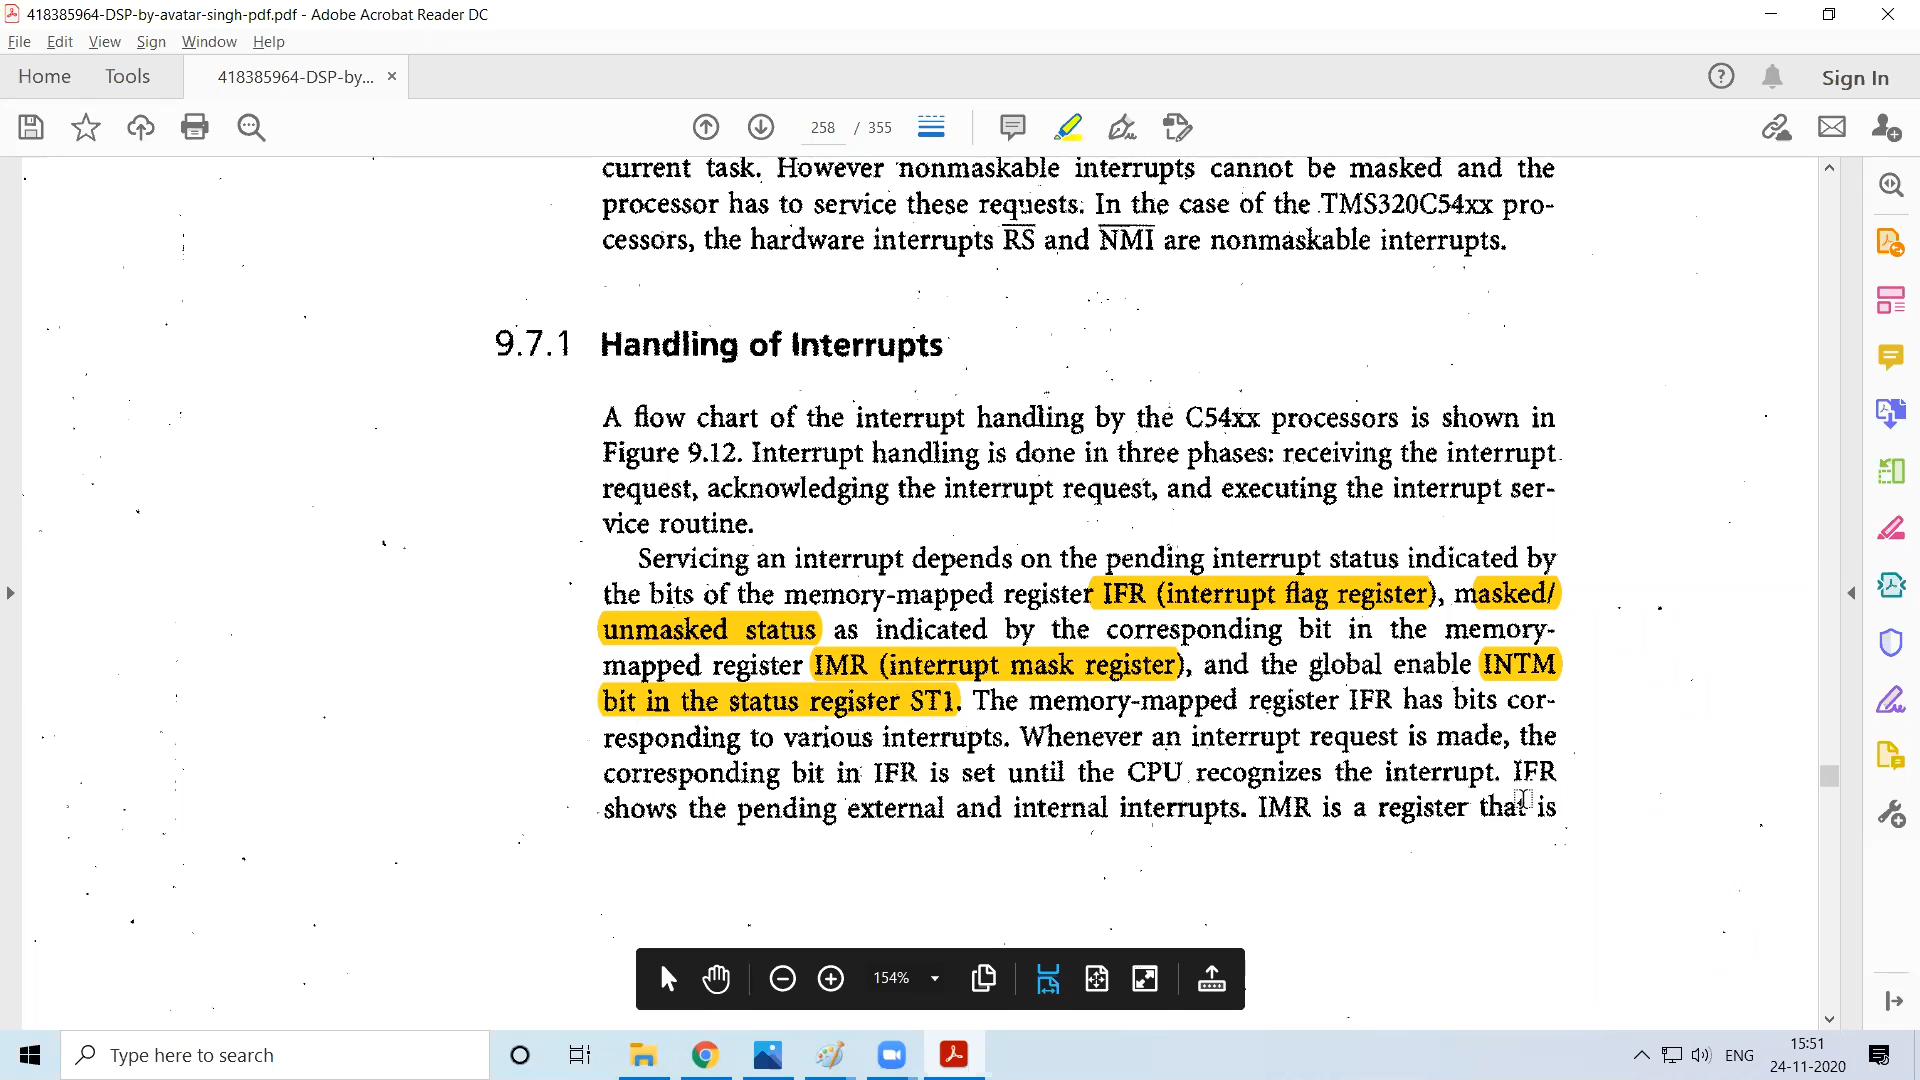 418385964-DSP-by-avatar-singh-pdf.pdf - Adobe Acrobat Reader DC
File Edit View Sign Window Help
Home Tools 418385964-DSP-by... × Sign In
258 / 355
current task. However nonmaskable interrupts cannot be masked and the
processor has to service these requests. In the case of the TMS320C54xx pro-
cessors, the hardware interrupts RS and NMI are nonmaskable interrupts.
9.7.1 Handling of Interrupts
A flow chart of the interrupt handling by the C54xx processors is shown in
Figure 9.12. Interrupt handling is done in three phases: receiving the interrupt
request, acknowledging the interrupt request, and executing the interrupt ser-
vice routine.
Servicing an interrupt depends on the pending interrupt status indicated by
the bits of the memory-mapped register IFR (interrupt flag register), masked/
unmasked status as indicated by the corresponding bit in the memory-
mapped register IMR (interrupt mask register), and the global enable INTM
bit in the status register ST1. The memory-mapped register IFR has bits cor-
responding to various interrupts. Whenever an interrupt request is made, the
corresponding bit in IFR is set until the CPU recognizes the interrupt. IFR
shows the pending external and internal interrupts. IMR is a register that is
154%
Type here to search
ENG
15:51
24-11-2020